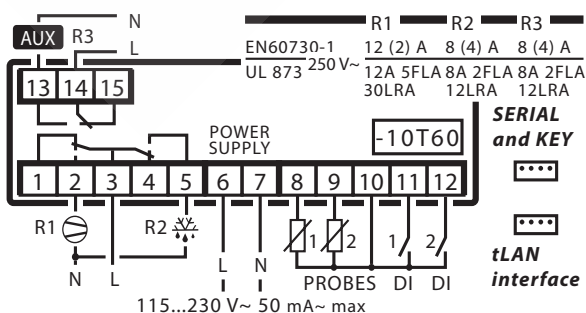 N R1 R2 R3
AUX R3 L EN60730-1 250 V~ 12 (2) A 8 (4) A 8 (4) A
UL 873 12A 5FLA 8A 2FLA 8A 2FLA
30LRA 12LRA 12LRA
13 14 15
SERIAL
and KEY
POWER
SUPPLY
-10T60
1 2 3 4 5 6 7 8 9 10 11 12
R1 R2 1 2 1 2
tLAN
interface
N L L N PROBES DI DI
115...230 V~ 50 mA~ max